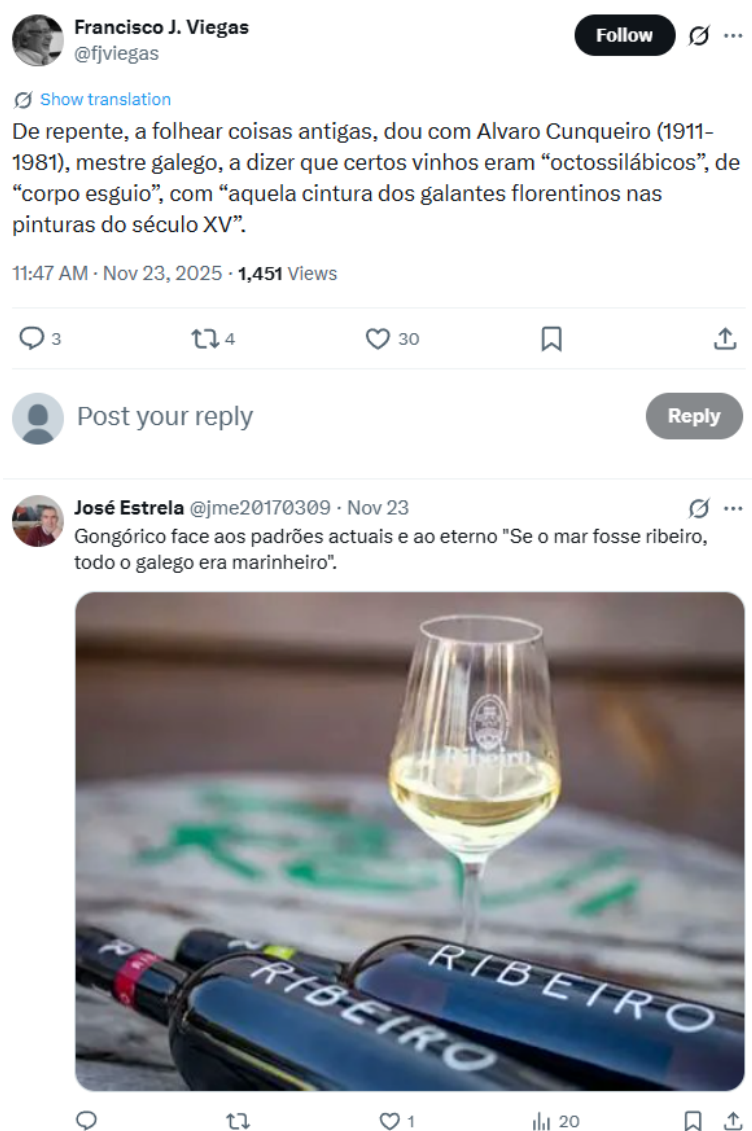 Francisco J. Viegas
@fjviegas
Follow
Show translation
De repente, a folhear coisas antigas, dou com Alvaro Cunqueiro (1911-
1981), mestre galego, a dizer que certos vinhos eram “octossilábicos”, de
“corpo esguio”, com “aquela cintura dos galantes florentinos nas
pinturas do século XV”.
11:47 AM · Nov 23, 2025 · 1,451 Views
3 4 30
Post your reply
Reply
José Estrela @jme20170309 · Nov 23
Gongórico face aos padrões actuais e ao eterno "Se o mar fosse ribeiro,
todo o galego era marinheiro".
Ribeiro
RIBEIRO
RIBEIRO
1 20